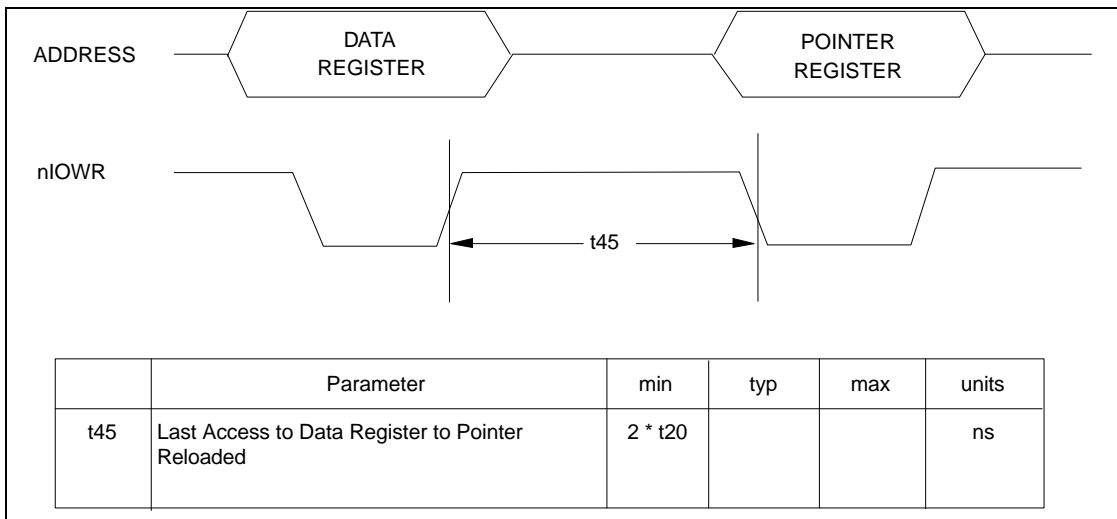 ADDRESS
DATA
REGISTER
POINTER
REGISTER
nIOWR
t45
Parameter min typ max units
t45 Last Access to Data Register to Pointer 2 * t20 ns
Reloaded